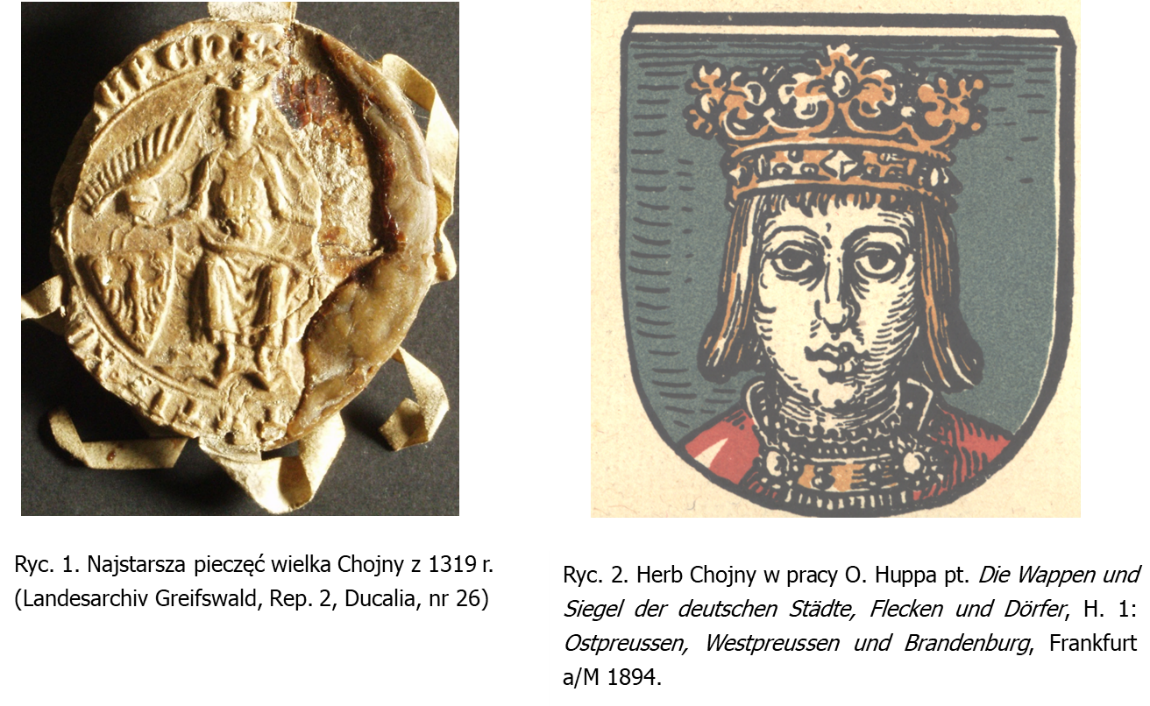 Ryc. 1. Najstarsza pieczęć wielka Chojny z 1319 r.
(Landesarchiv Greifswald, Rep. 2, Ducalia, nr 26)
Ryc. 2. Herb Chojny w pracy O. Huppa pt. Die Wappen und
Siegel der deutschen Städte, Flecken und Dörfer, H. 1:
Ostpreussen, Westpreussen und Brandenburg, Frankfurt
a/M 1894.